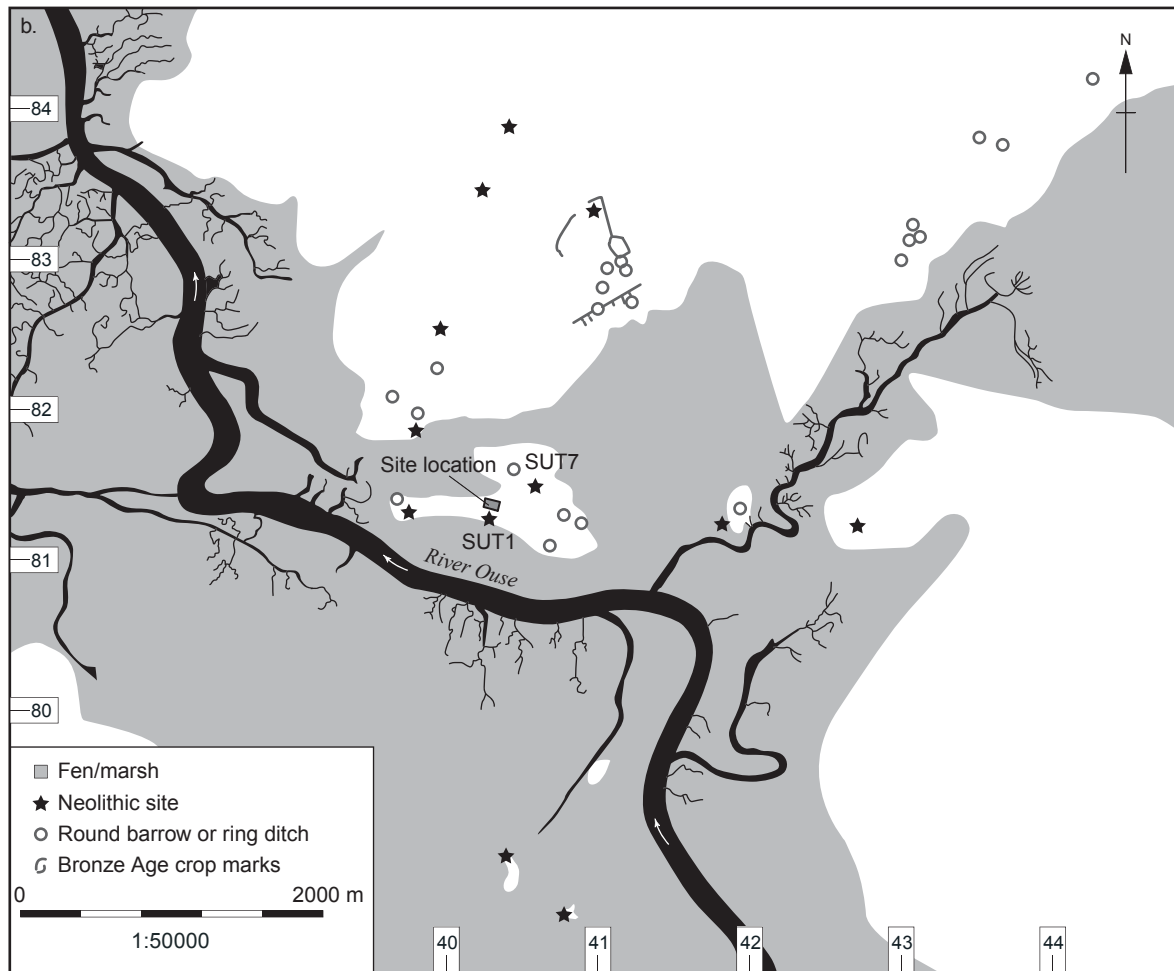 b.
N
84
83
82
Site location
SUT7
SUT1
81
River Ouse
80
Fen/marsh
Neolithic site
Round barrow or ring ditch
Bronze Age crop marks
0 2000 m
1:50000
40 41 42 43 44